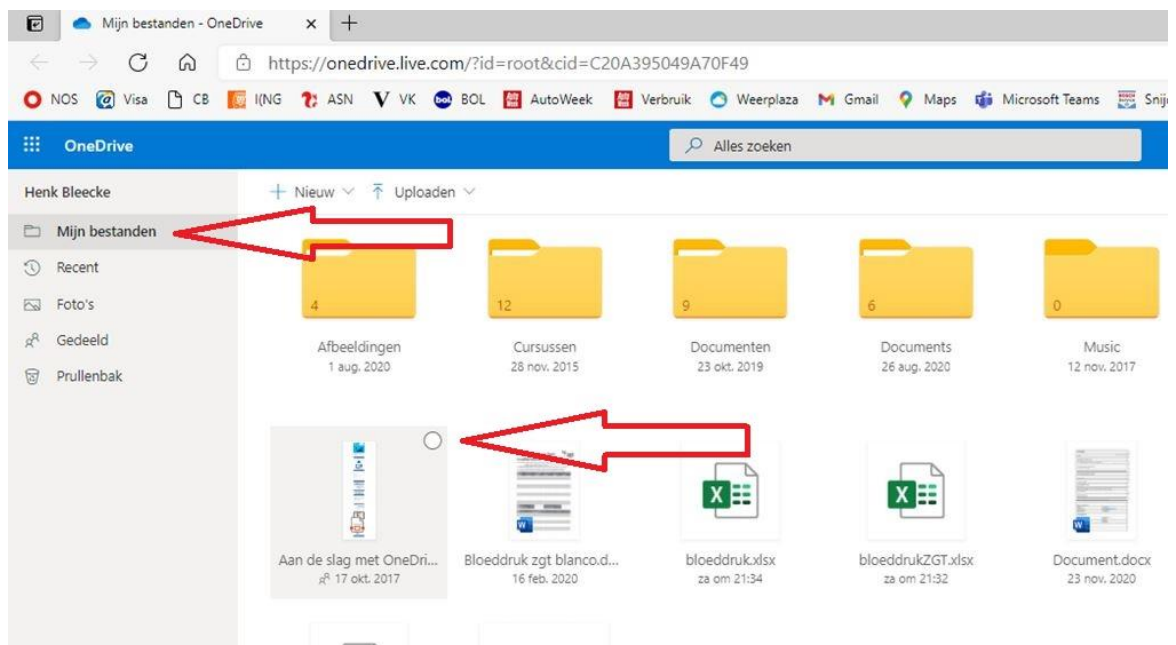 Mijn bestanden - OneDrive
https://onedrive.live.com/?id=root&cid=C20A395049A70F49
NOS Visa CB I(NG ASN VK BOL AutoWeek Verbruik Weerplaza Gmail Maps Microsoft Teams
OneDrive Alles zoeken
Henk Bleecke
Nieuw Uploaden
Mijn bestanden
Recent
Foto's
Gedeeld
Prullenbak
4 12 9 6 0
Afbeeldingen Cursussen Documenten Documents Music
1 aug. 2020 28 nov. 2015 23 okt. 2019 26 aug. 2020 12 nov. 2017
Aan de slag met OneDri... Bloeddruk zgt blanco.d... bloeddruk.xlsx bloeddrukZGT.xlsx Document.docx
17 okt. 2017 16 feb. 2020 za om 21:34 za om 21:32 23 nov. 2020